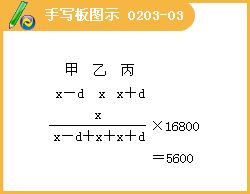 手写板图示 0203-03
甲 乙 丙
x－d x x＋d
x
x－d＋x＋x＋d
×16800
＝5600